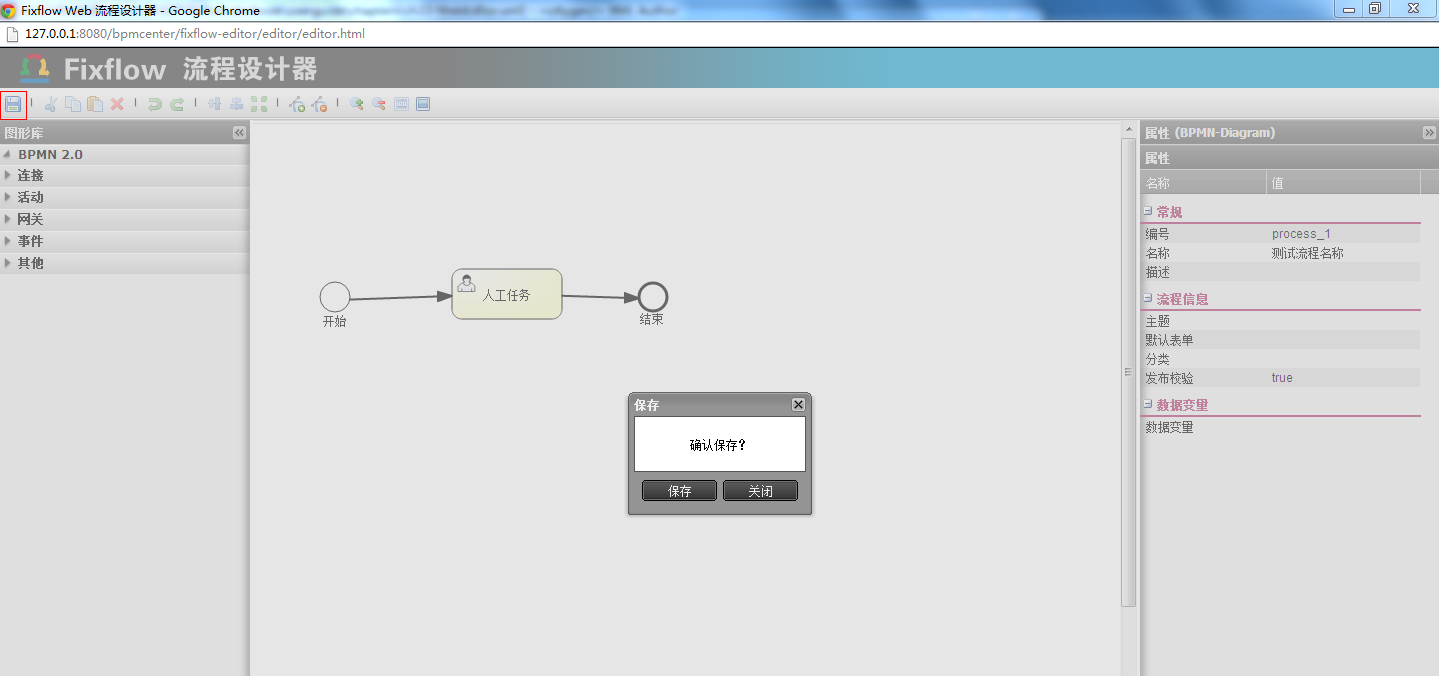 Fixflow Web 流程设计器 - Google Chrome
127.0.0.1:8080/bpmcenter/fixflow-editor/editor/editor.html
Fixflow 流程设计器
图形库
BPMN 2.0
连接
活动
网关
事件
其他
开始
人工任务
结束
保存
确认保存？
保存 关闭
属性 (BPMN-Diagram)
属性
名称 值
常规
编号 process_1
名称 测试流程名称
描述
流程信息
主题
默认表单
分类
发布校验 true
数据变量
数据变量